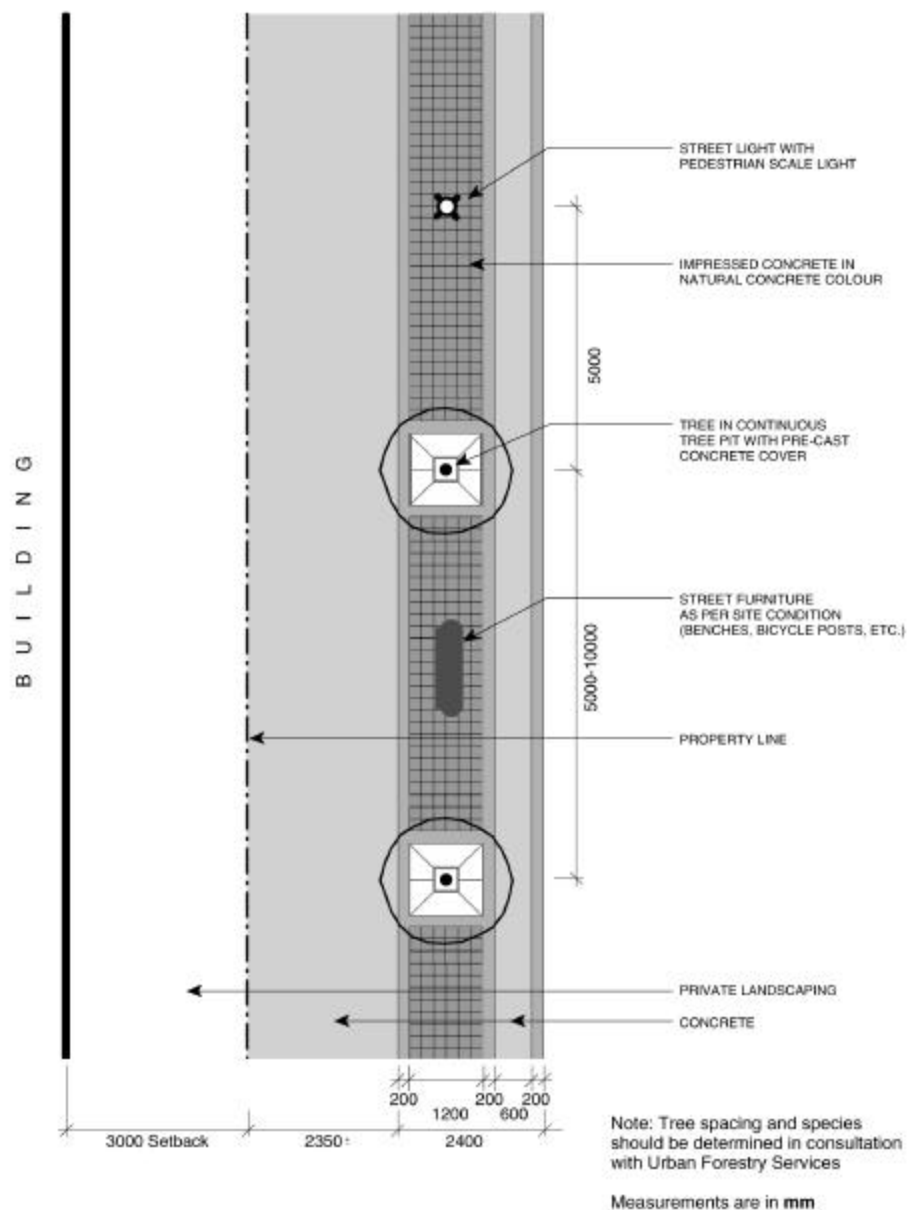 STREET LIGHT WITH
PEDESTRIAN SCALE LIGHT
IMPRESSED CONCRETE IN
NATURAL CONCRETE COLOUR
5000
TREE IN CONTINUOUS
TREE PIT WITH PRE-CAST
CONCRETE COVER
BUILDING
STREET FURNITURE
AS PER SITE CONDITION
(BENCHES, BICYCLE POSTS, ETC.)
5000-10000
PROPERTY LINE
PRIVATE LANDSCAPING
CONCRETE
200 200 200
1200 600
3000 Setback 2350± 2400
Note: Tree spacing and species
should be determined in consultation
with Urban Forestry Services
Measurements are in mm